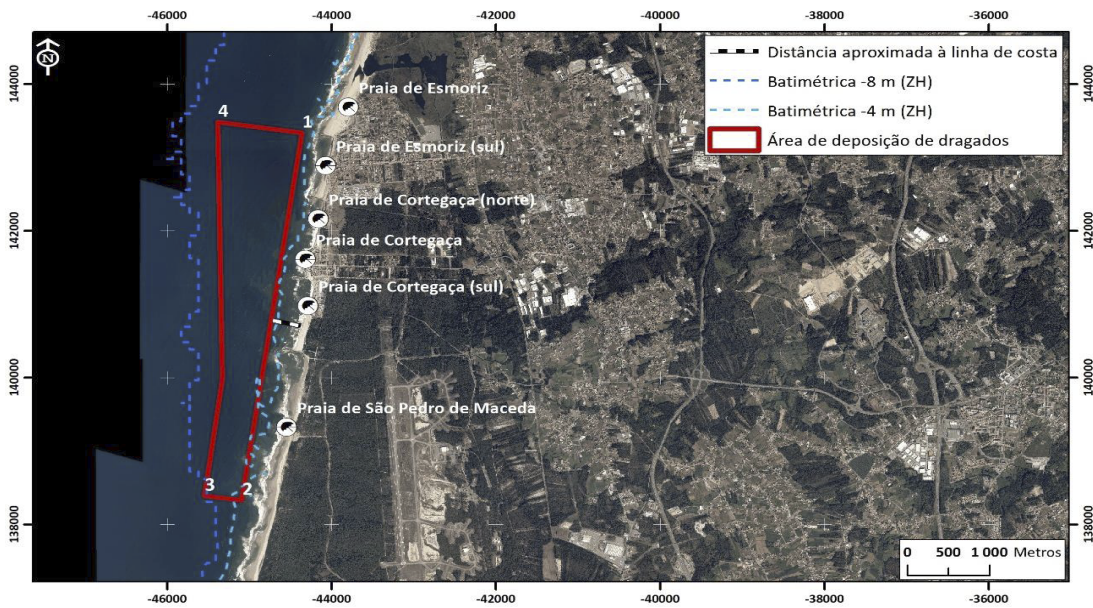 -46000 -44000 -42000 -40000 -38000 -36000
N
Distância aproximada à linha de costa
Batimétrica -8 m (ZH)
Batimétrica -4 m (ZH)
Área de deposição de dragados
144000 144000
Praia de Esmoriz
4
1
Praia de Esmoriz (sul)
Praia de Cortegaça (norte)
142000 142000
Praia de Cortegaça
Praia de Cortegaça (sul)
140000 140000
Praia de São Pedro de Maceda
3
2
138000 138000
0 500 1 000 Metros
-46000 -44000 -42000 -40000 -38000 -36000